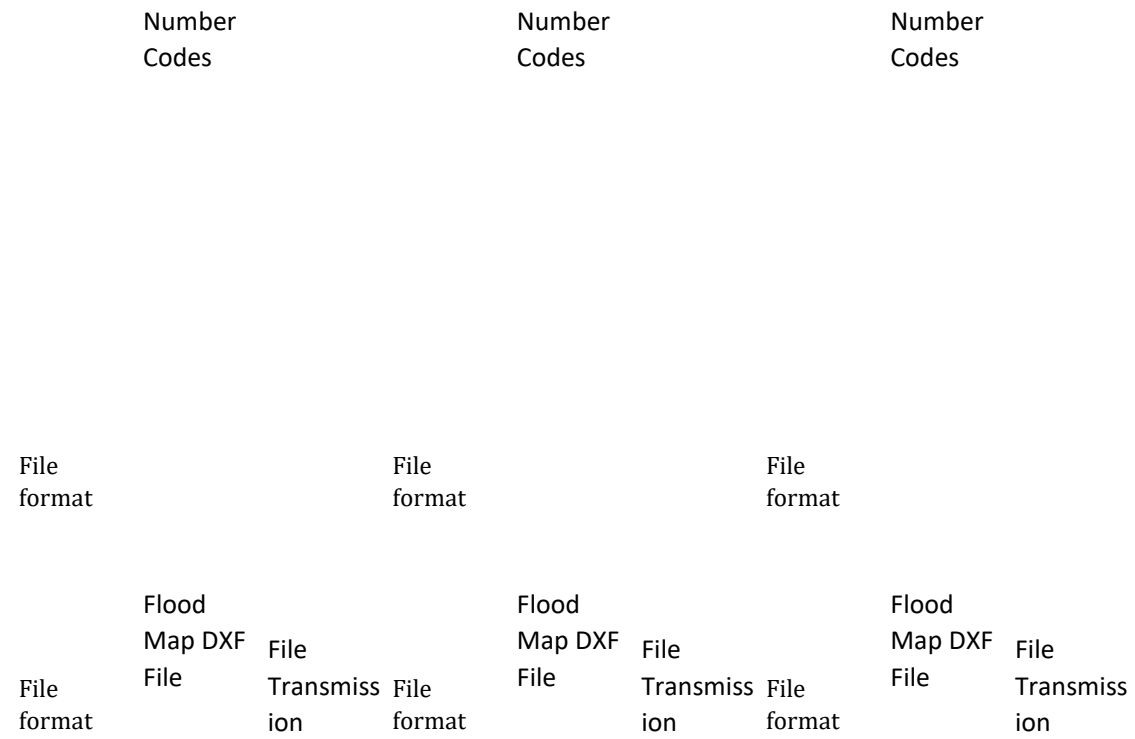 Number Number Number
Codes Codes Codes
File File File
format format format
Flood Flood Flood
Map DXF File Map DXF File Map DXF File
File File File File File File
Transmiss Transmiss Transmiss
format ion format ion format ion